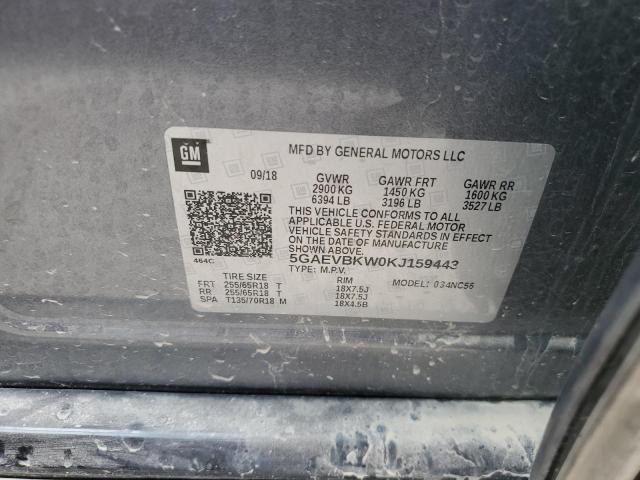 GM
MFD BY GENERAL MOTORS LLC
09/18 GVWR GAWR FRT GAWR RR
2900 KG 1450 KG 1600 KG
6394 LB 3196 LB 3527 LB
THIS VEHICLE CONFORMS TO ALL
APPLICABLE U.S. FEDERAL MOTOR
VEHICLE SAFETY STANDARDS IN EFFECT
ON THE DATE OF MANUFACTURE
SHOWN ABOVE.
464C 5GAEVBKW0KJ159443
TYPE: M.P.V. MODEL: 034NC56
TIRE SIZE RIM
FRT 255/65R18 T 18X7.5J
RR 255/65R18 T 18X7.5J
SPA T135/70R18 M 18X4.5B